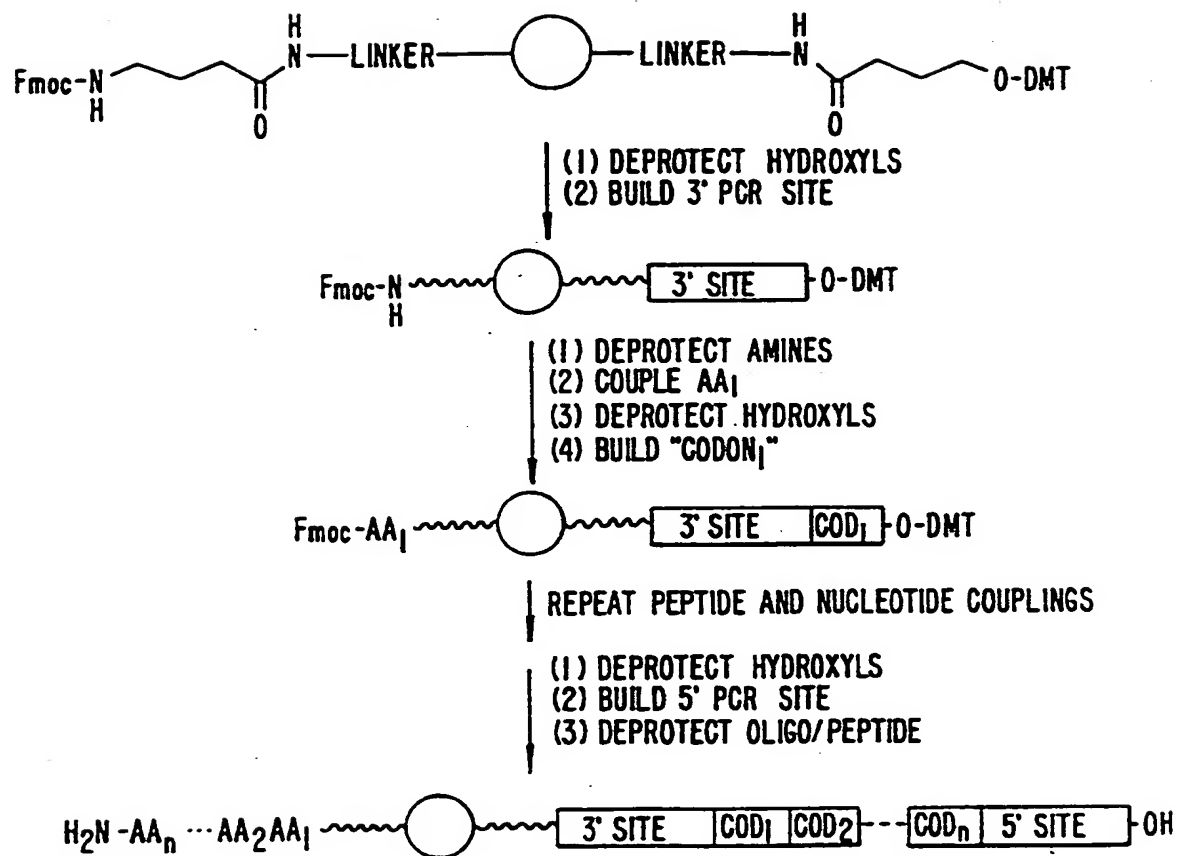 H
N—LINKER LINKER—N
H
Fmoc-N
H
O
O
O-DMT
(1) DEPROTECT HYDROXYLS
(2) BUILD 3' PCR SITE
Fmoc-N
H
3' SITE
O-DMT
(1) DEPROTECT AMINES
(2) COUPLE AA₁
(3) DEPROTECT HYDROXYLS
(4) BUILD "CODON₁"
Fmoc-AA₁
3' SITE COD₁
O-DMT
REPEAT PEPTIDE AND NUCLEOTIDE COUPLINGS
(1) DEPROTECT HYDROXYLS
(2) BUILD 5' PCR SITE
(3) DEPROTECT OLIGO/PEPTIDE
H₂N-AAₙ ···AA₂AA₁
3' SITE COD₁ COD₂---CODₙ 5' SITE
-OH